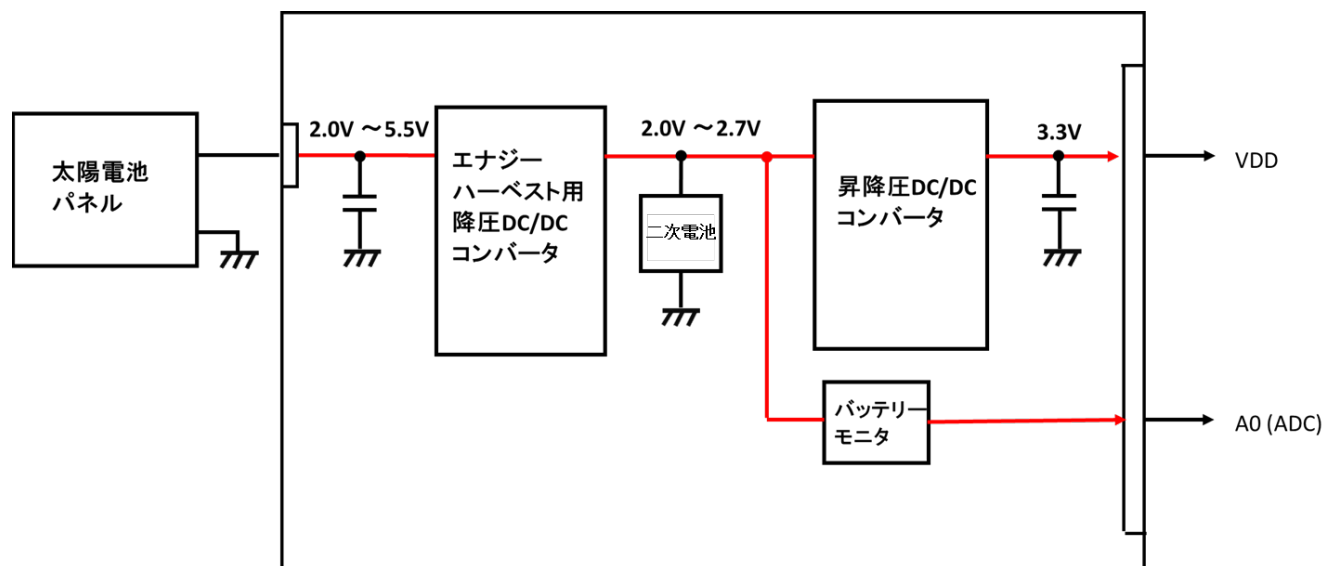 太陽電池
パネル
2.0V ～5.5V
エナジー
ハーベスト用
降圧DC/DC
コンバータ
2.0V ～2.7V
二次電池
昇降圧DC/DC
コンバータ
3.3V
VDD
バッテリー
モニタ
A0 (ADC)